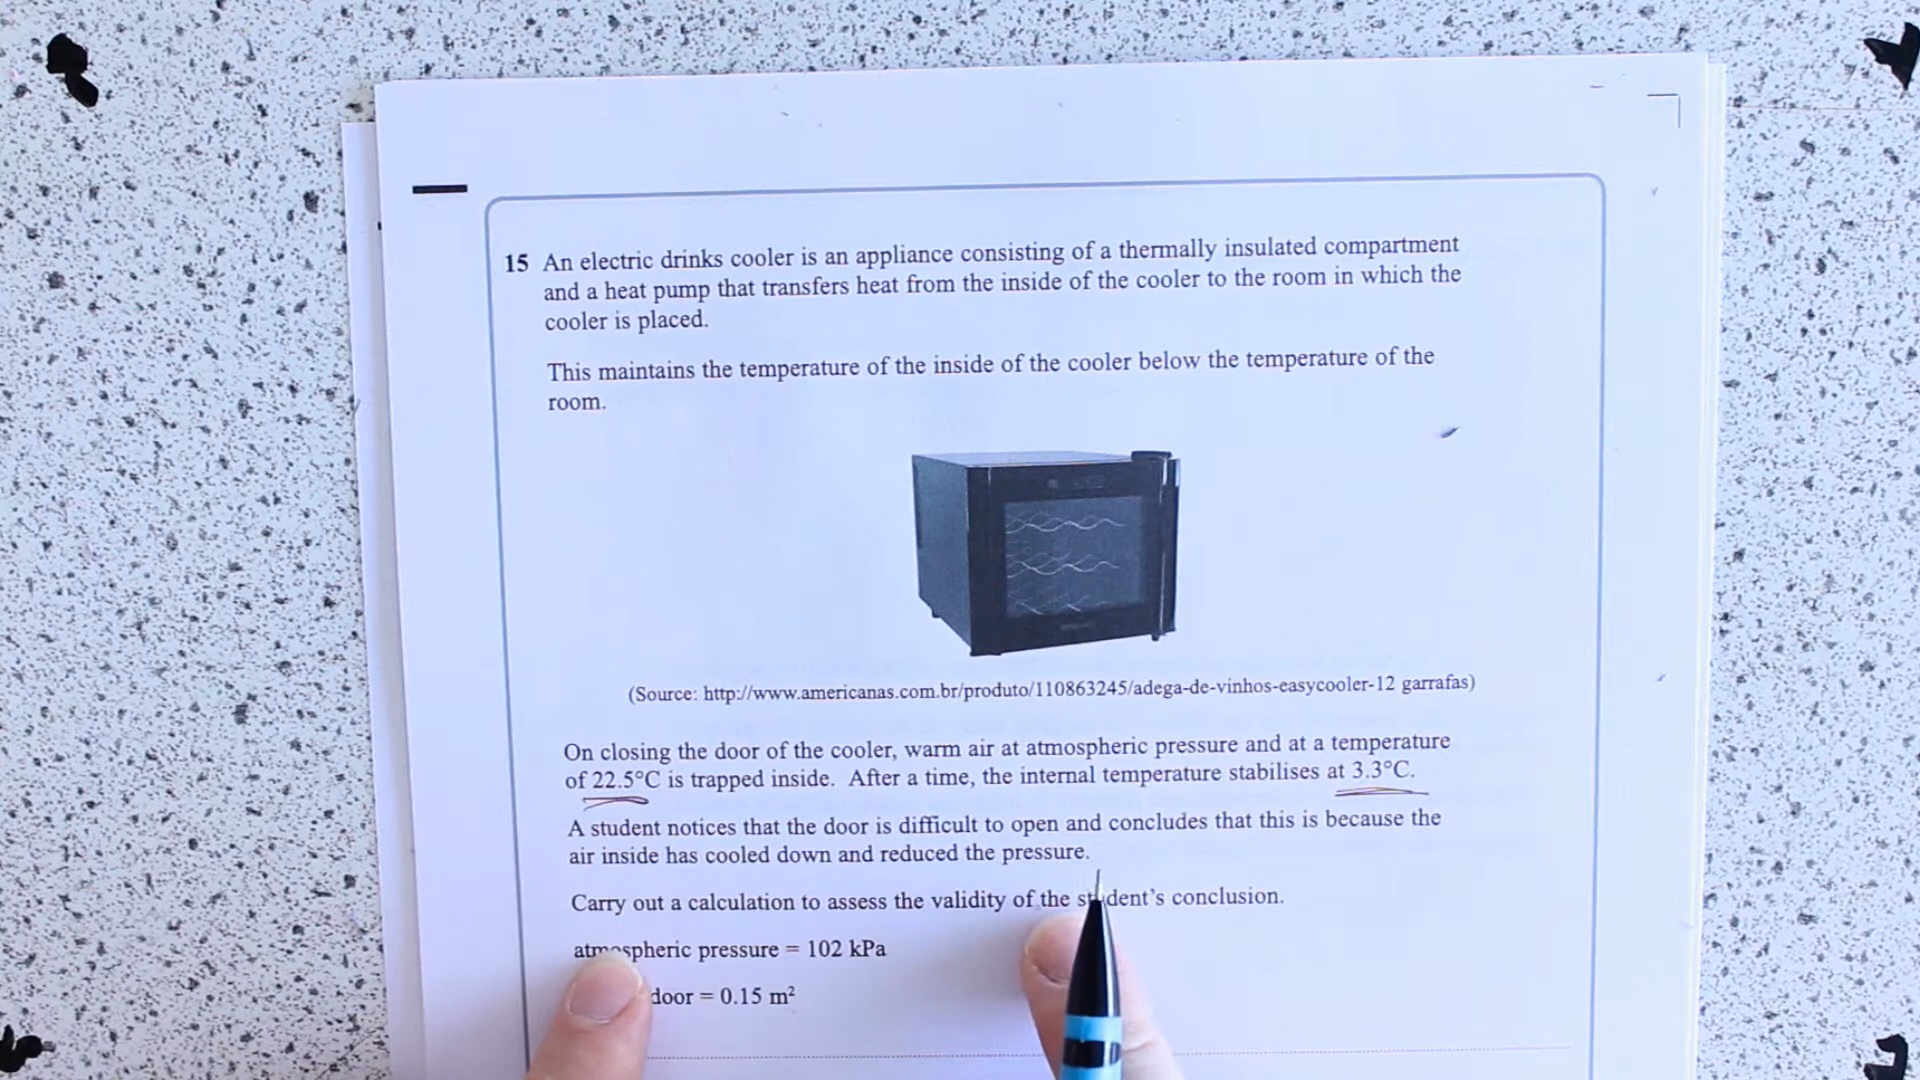 15 An electric drinks cooler is an appliance consisting of a thermally insulated compartment
and a heat pump that transfers heat from the inside of the cooler to the room in which the
cooler is placed.
This maintains the temperature of the inside of the cooler below the temperature of the
room.
(Source: http://www.americanas.com.br/produto/110863245/adega-de-vinhos-easycooler-12 garrafas)
On closing the door of the cooler, warm air at atmospheric pressure and at a temperature
of 22.5°C is trapped inside. After a time, the internal temperature stabilises at 3.3°C.
A student notices that the door is difficult to open and concludes that this is because the
air inside has cooled down and reduced the pressure.
Carry out a calculation to assess the validity of the student's conclusion.
atmospheric pressure = 102 kPa
door = 0.15 m²